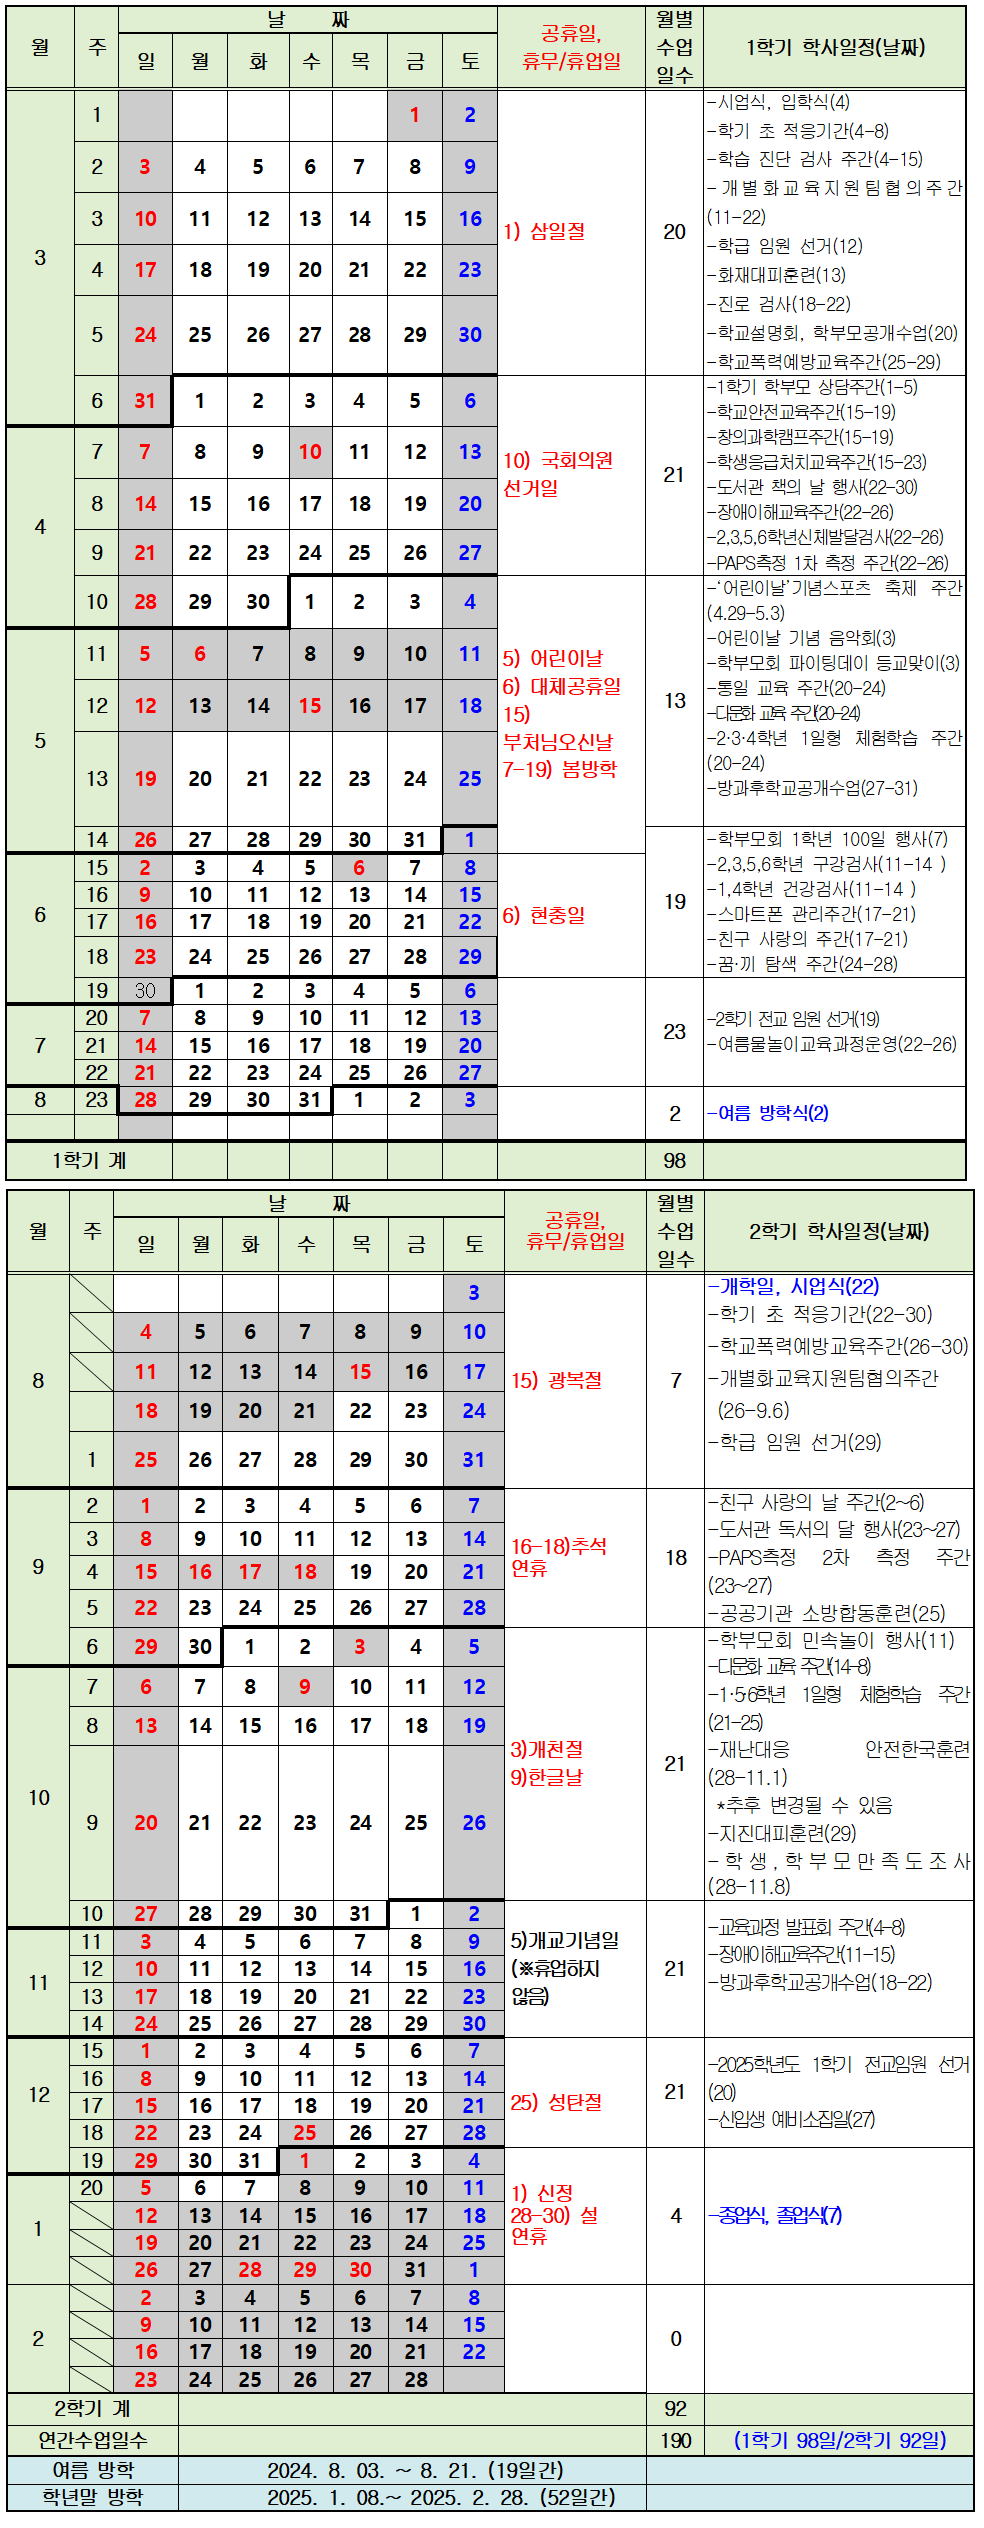 월 주 날 짜 공휴일, 휴무/휴업일 월별 수업 일수 1학기 학사일정(날짜)
일 월 화 수 목 금 토
3
1 1 2
2 3 4 5 6 7 8 9
3 10 11 12 13 14 15 16
4 17 18 19 20 21 22 23
5 24 25 26 27 28 29 30
6 31 1 2 3 4 5 6
1) 삼일절
20
-시업식, 입학식(4)
-학기 초 적응기간(4-8)
-학습 진단 검사 주간(4-15)
-개별화교육지원팀협의주간
(11-22)
-학급 임원 선거(12)
-화재대피훈련(13)
-진로 검사(18-22)
-학교설명회, 학부모공개수업(20)
-학교폭력예방교육주간(25-29)
4
7 7 8 9 10 11 12 13
8 14 15 16 17 18 19 20
9 21 22 23 24 25 26 27
10 28 29 30 1 2 3 4
10) 국회의원
선거일
21
-1학기 학부모 상담주간(1-5)
-학교안전교육주간(15-19)
-창의과학캠프주간(15-19)
-학생응급처치교육주간(15-23)
-도서관 책의 날 행사(22-30)
-장애이해교육주간(22-26)
-2,3,5,6학년신체발달검사(22-26)
-PAPS측정 1차 측정 주간(22-26)
5
11 5 6 7 8 9 10 11
12 12 13 14 15 16 17 18
13 19 20 21 22 23 24 25
14 26 27 28 29 30 31 1
5) 어린이날
6) 대체공휴일
15)
부처님오신날
7-19) 봄방학
13
-‘어린이날’기념스포츠 축제 주간
(4.29-5.3)
-어린이날 기념 음악회(3)
-학부모회 파이팅데이 등교맞이(3)
-통일 교육 주간(20-24)
-다문화 교육 주간(20-24)
-2·3·4학년 1일형 체험학습 주간
(20-24)
-방과후학교공개수업(27-31)
6
15 2 3 4 5 6 7 8
16 9 10 11 12 13 14 15
17 16 17 18 19 20 21 22
18 23 24 25 26 27 28 29
19 30 1 2 3 4 5 6
6) 현충일
19
-학부모회 1학년 100일 행사(7)
-2,3,5,6학년 구강검사(11-14 )
-1,4학년 건강검사(11-14 )
-스마트폰 관리주간(17-21)
-친구 사랑의 주간(17-21)
-꿈·끼 탐색 주간(24-28)
7
20 7 8 9 10 11 12 13
21 14 15 16 17 18 19 20
22 21 22 23 24 25 26 27
23
-2학기 전교 임원 선거(19)
-여름물놀이교육과정운영(22-26)
8 23 28 29 30 31 1 2 3
2
-여름 방학식(2)
1학기 계 98
월 주 날 짜 공휴일, 휴무/휴업일 월별 수업 일수 2학기 학사일정(날짜)
일 월 화 수 목 금 토
8
3
4 5 6 7 8 9 10
11 12 13 14 15 16 17
18 19 20 21 22 23 24
1 25 26 27 28 29 30 31
15) 광복절
7
-개학일, 시업식(22)
-학기 초 적응기간(22-30)
-학교폭력예방교육주간(26-30)
-개별화교육지원팀협의주간
(26-9.6)
-학급 임원 선거(29)
9
2 1 2 3 4 5 6 7
3 8 9 10 11 12 13 14
4 15 16 17 18 19 20 21
5 22 23 24 25 26 27 28
6 29 30 1 2 3 4 5
16-18)추석
연휴
18
-친구 사랑의 날 주간(2~6)
-도서관 독서의 달 행사(23~27)
-PAPS측정 2차 측정 주간
(23~27)
-공공기관 소방합동훈련(25)
10
7 6 7 8 9 10 11 12
8 13 14 15 16 17 18 19
9 20 21 22 23 24 25 26
10 27 28 29 30 31 1 2
3)개천절
9)한글날
21
-학부모회 민속놀이 행사(11)
-다문화 교육 주간(14-8)
-1·5·6학년 1일형 체험학습 주간
(21-25)
-재난대응 안전한국훈련
(28-11.1)
*추후 변경될 수 있음
-지진대피훈련(29)
-학생,학부모만족도조사
(28-11.8)
11
11 3 4 5 6 7 8 9
12 10 11 12 13 14 15 16
13 17 18 19 20 21 22 23
14 24 25 26 27 28 29 30
5)개교기념일
(※휴업하지
않음)
21
-교육과정 발표회 주간(4-8)
-장애이해교육주간(11-15)
-방과후학교공개수업(18-22)
12
15 1 2 3 4 5 6 7
16 8 9 10 11 12 13 14
17 15 16 17 18 19 20 21
18 22 23 24 25 26 27 28
19 29 30 31 1 2 3 4
25) 성탄절
21
-2025학년도 1학기 전교임원 선거
(20)
-신입생 예비소집일(27)
1
20 5 6 7 8 9 10 11
12 13 14 15 16 17 18
19 20 21 22 23 24 25
26 27 28 29 30 31 1
1) 신정
28-30) 설
연휴
4
-종업식, 졸업식(7)
2
2 3 4 5 6 7 8
9 10 11 12 13 14 15
16 17 18 19 20 21 22
23 24 25 26 27 28
0
2학기 계 92
연간수업일수 190 (1학기 98일/2학기 92일)
여름 방학 2024. 8. 03. ~ 8. 21. (19일간)
학년말 방학 2025. 1. 08.~ 2025. 2. 28. (52일간)